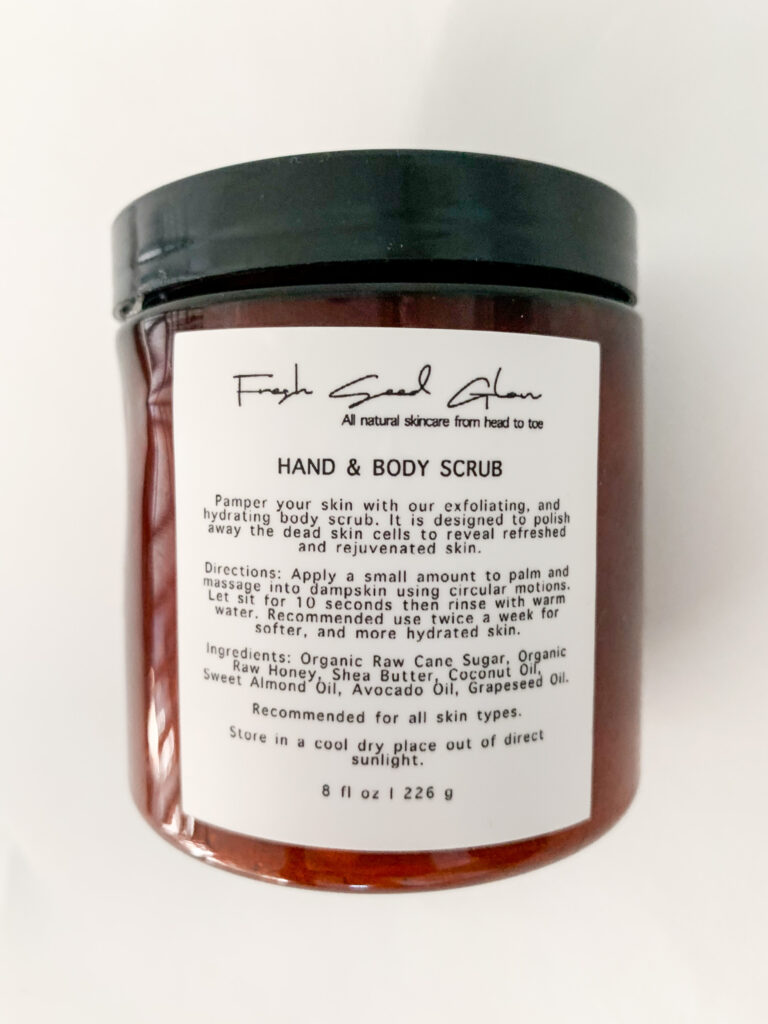 Fresh Seed Glow
All natural skincare from head to toe
HAND & BODY SCRUB
Pamper your skin with our exfoliating, and
hydrating body scrub. It is designed to polish
away the dead skin cells to reveal refreshed
and rejuvenated skin.
Directions: Apply a small amount to palm and
massage into dampskin using circular motions.
Let sit for 10 seconds then rinse with warm
water. Recommended use twice a week for
softer, and more hydrated skin.
Ingredients: Organic Raw Cane Sugar, Organic
Raw Honey, Shea Butter, Coconut Oil,
Sweet Almond Oil, Avocado Oil, Grapeseed Oil.
Recommended for all skin types.
Store in a cool dry place out of direct
sunlight.
8 fl oz | 226 g